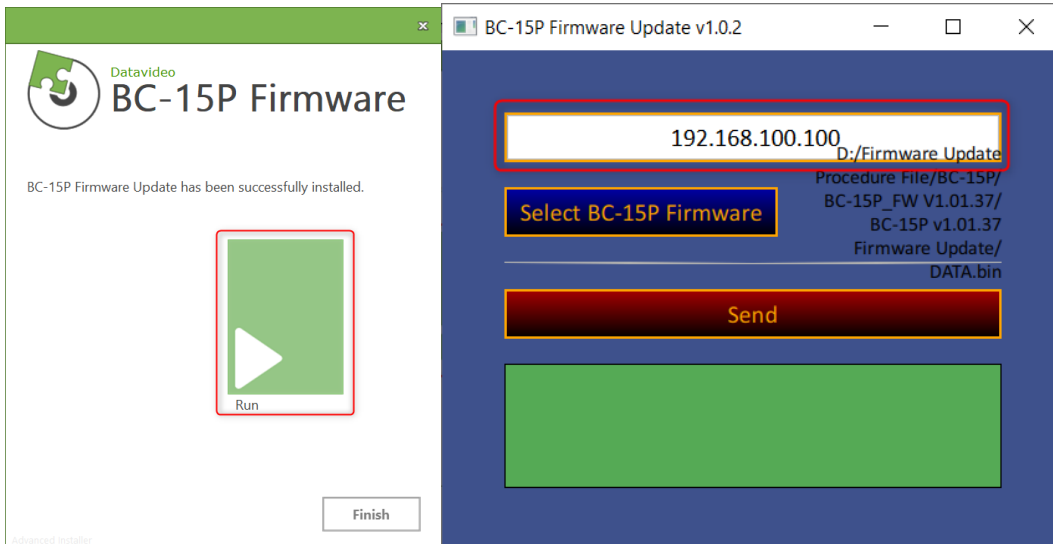 Datavideo
BC-15P Firmware
BC-15P Firmware Update has been successfully installed.
Run
Finish
Advanced Installer
BC-15P Firmware Update v1.0.2
192.168.100.100
D:/Firmware Update
Procedure File/BC-15P/
BC-15P_FW V1.01.37/
BC-15P v1.01.37
Firmware Update/
DATA.bin
Select BC-15P Firmware
Send